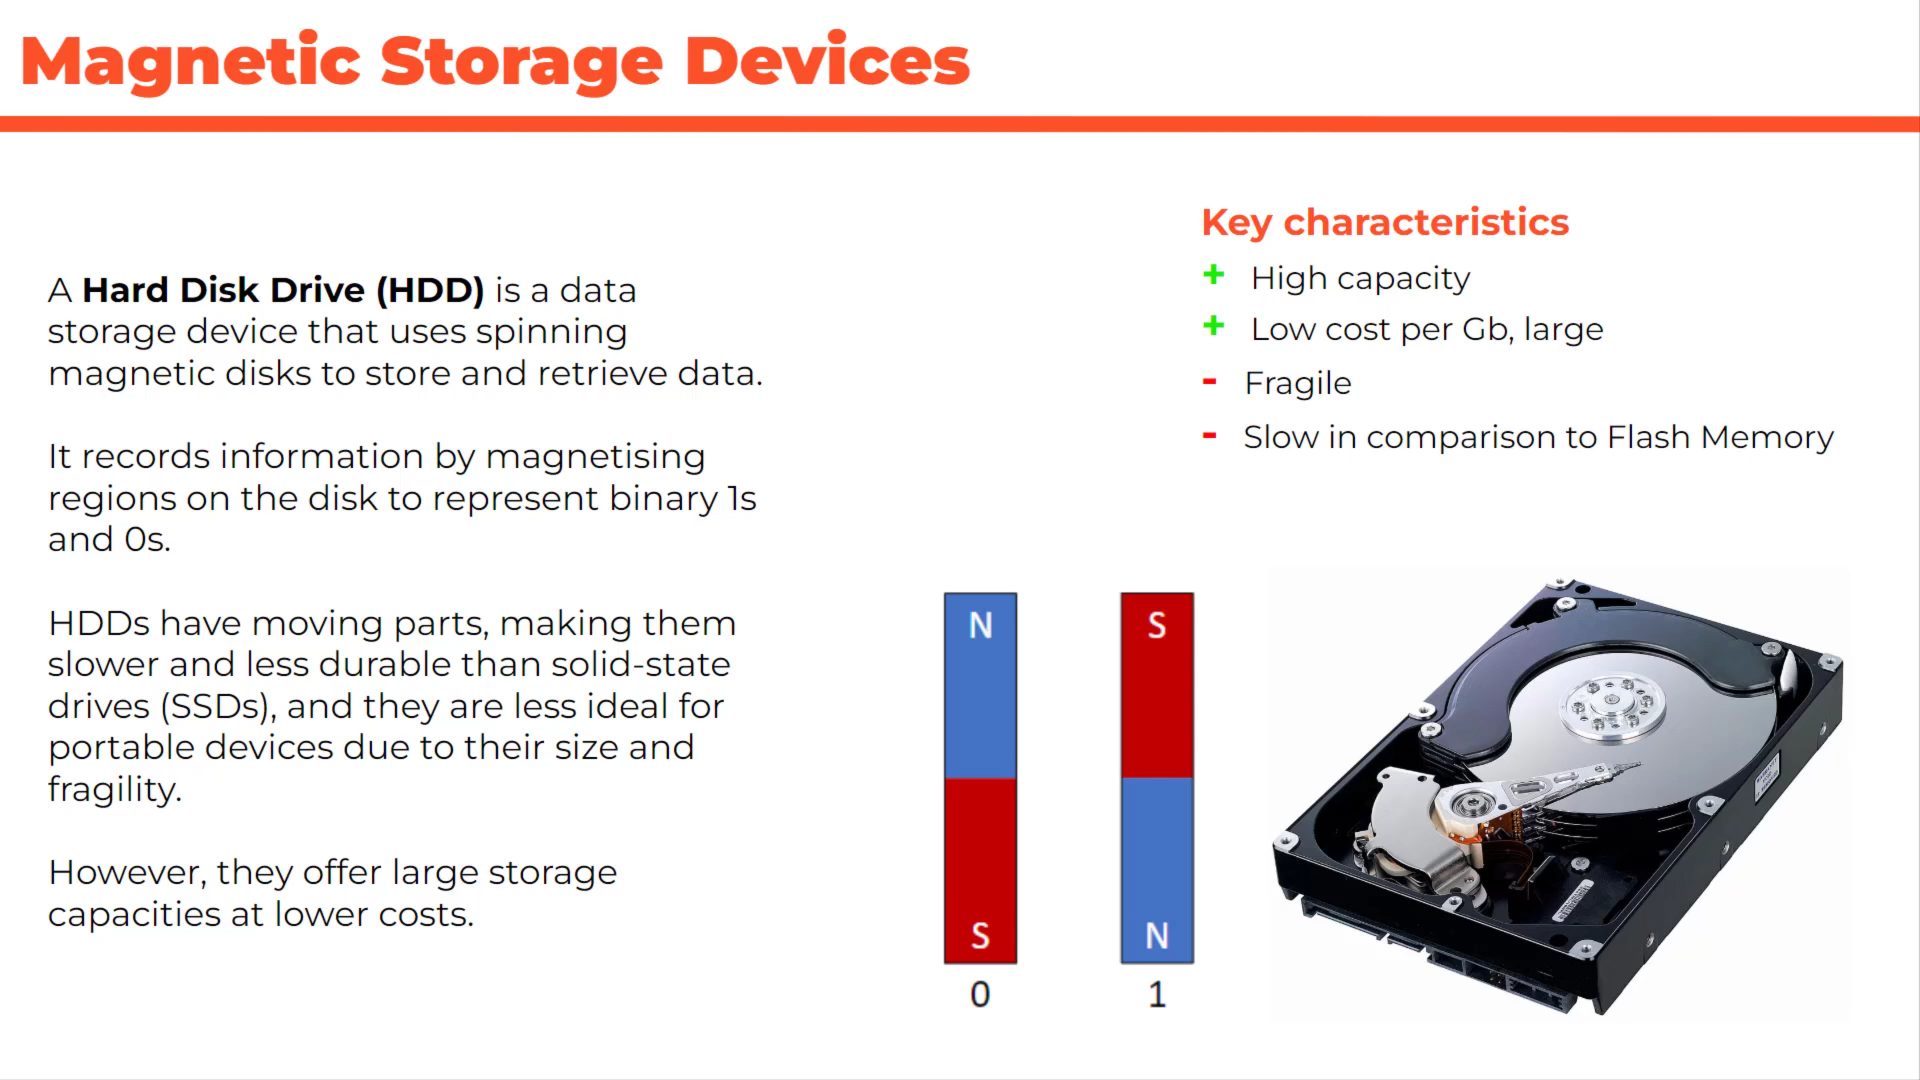 Magnetic Storage Devices
A Hard Disk Drive (HDD) is a data
storage device that uses spinning
magnetic disks to store and retrieve data.
It records information by magnetising
regions on the disk to represent binary 1s
and 0s.
HDDs have moving parts, making them
slower and less durable than solid-state
drives (SSDs), and they are less ideal for
portable devices due to their size and
fragility.
However, they offer large storage
capacities at lower costs.
Key characteristics
+ High capacity
+ Low cost per Gb, large
- Fragile
- Slow in comparison to Flash Memory
N S
S N
0 1